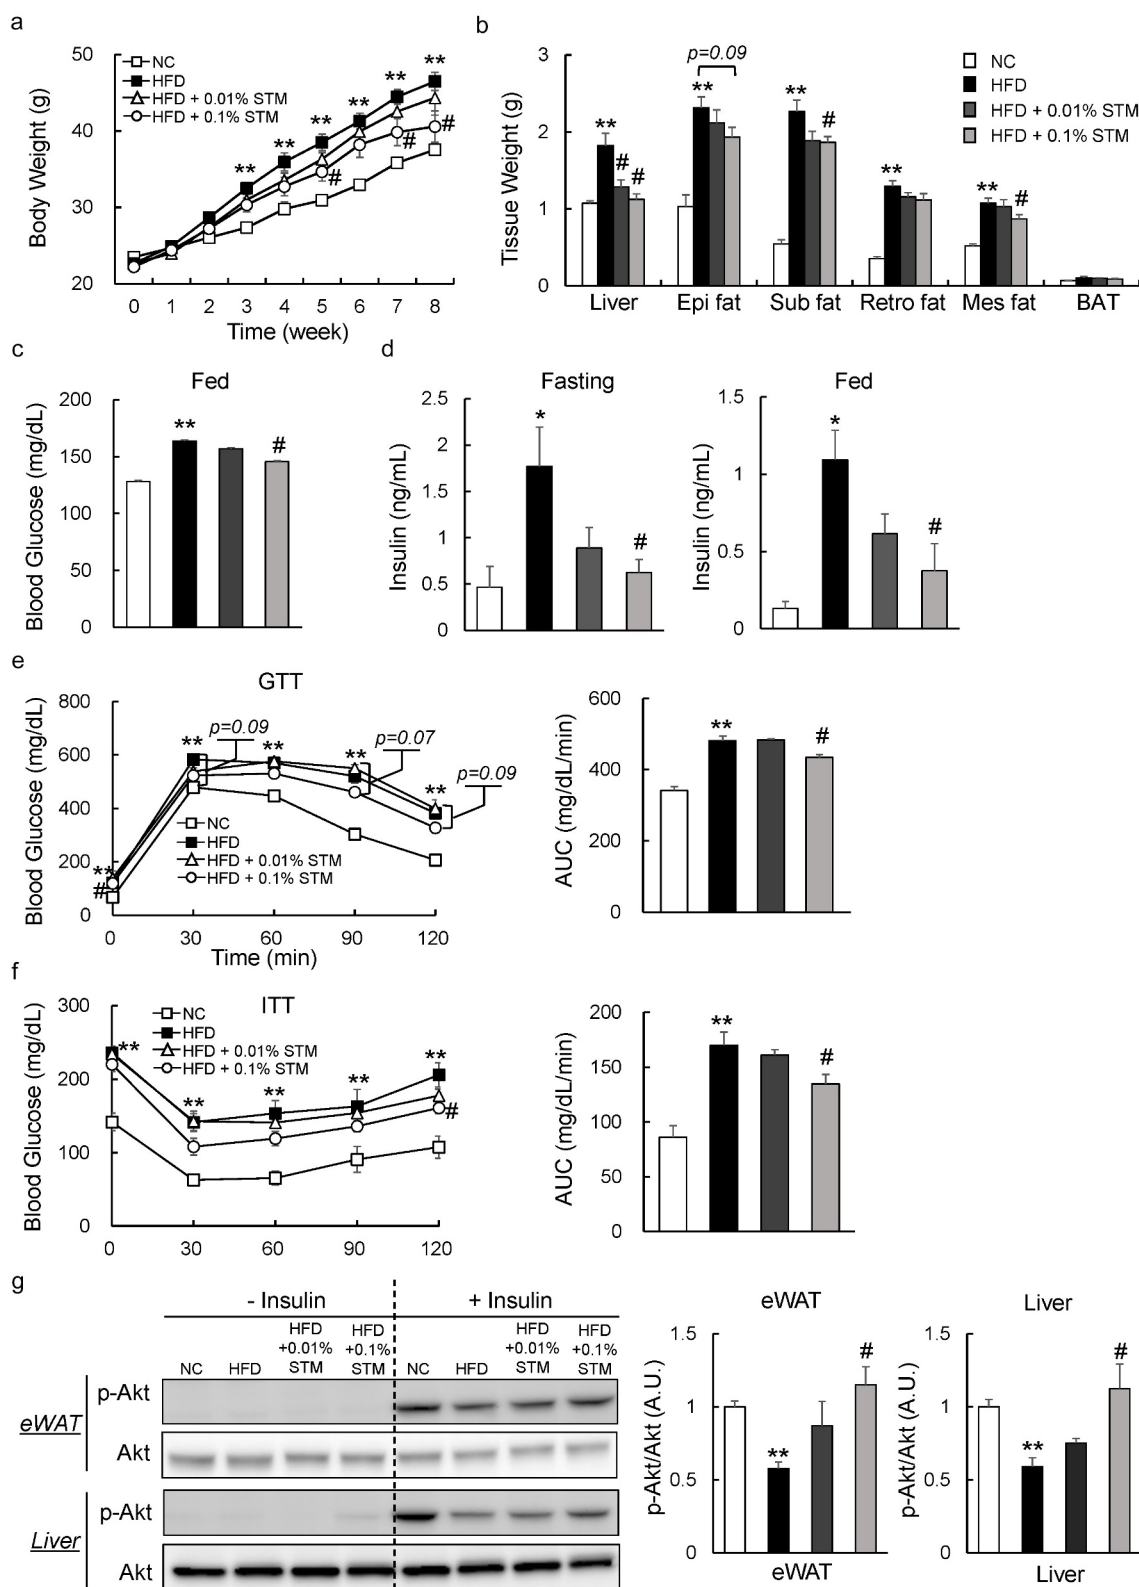 a
Body Weight (g)
50
40
30
20
NC
HFD
HFD + 0.01% STM
HFD + 0.1% STM
** ** ** ** ** **
# # #
0 1 2 3 4 5 6 7 8
Time (week)
b
Tissue Weight (g)
3
2
1
0
p=0.09
** ** ** ** **
# # # #
NC
HFD
HFD + 0.01% STM
HFD + 0.1% STM
Liver Epi fat Sub fat Retro fat Mes fat BAT
c
Fed
Blood Glucose (mg/dL)
200
150
100
50
0
** #
d
Fasting
Insulin (ng/mL)
2.5
2
1.5
1
0.5
0
* #
Fed
Insulin (ng/mL)
1.5
1
0.5
0
* #
e
GTT
Blood Glucose (mg/dL)
800
600
400
200
0
p=0.09
p=0.07
p=0.09
** ** ** **
**
#
NC
HFD
HFD + 0.01% STM
HFD + 0.1% STM
0 30 60 90 120
Time (min)
AUC (mg/dL/min)
600
400
200
0
** #
f
ITT
Blood Glucose (mg/dL)
300
200
100
0
NC
HFD
HFD + 0.01% STM
HFD + 0.1% STM
** ** ** ** **
#
0 30 60 90 120
AUC (mg/dL/min)
200
150
100
50
0
** #
g
- Insulin + Insulin
NC HFD HFD +0.01% STM HFD +0.1% STM NC HFD HFD +0.01% STM HFD +0.1% STM
eWAT
p-Akt
Akt
Liver
p-Akt
Akt
eWAT
p-Akt/Akt (A.U.)
1.5
1
0.5
0
** #
eWAT
Liver
p-Akt/Akt (A.U.)
1.5
1
0.5
0
** #
Liver